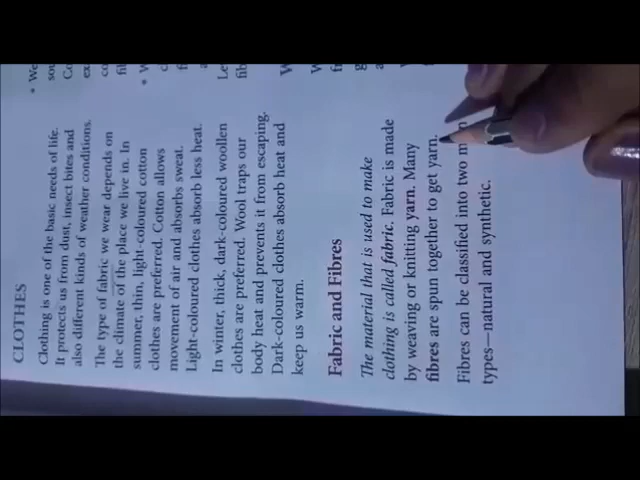 CLOTHES
Clothing is one of the basic needs of life.
It protects us from dust, insect bites and
also different kinds of weather conditions.
The type of fabric we wear depends on
the climate of the place we live in. In
summer, thin, light-coloured cotton
clothes are preferred. Cotton allows
movement of air and absorbs sweat.
Light-coloured clothes absorb less heat.
In winter, thick, dark-coloured woollen
clothes are preferred. Wool traps our
body heat and prevents it from escaping.
Dark-coloured clothes absorb heat and
keep us warm.
Fabric and Fibres
The material that is used to make
clothing is called fabric. Fabric is made
by weaving or knitting yarn. Many
fibres are spun together to get yarn.
Fibres can be classified into two
types—natural and synthetic.